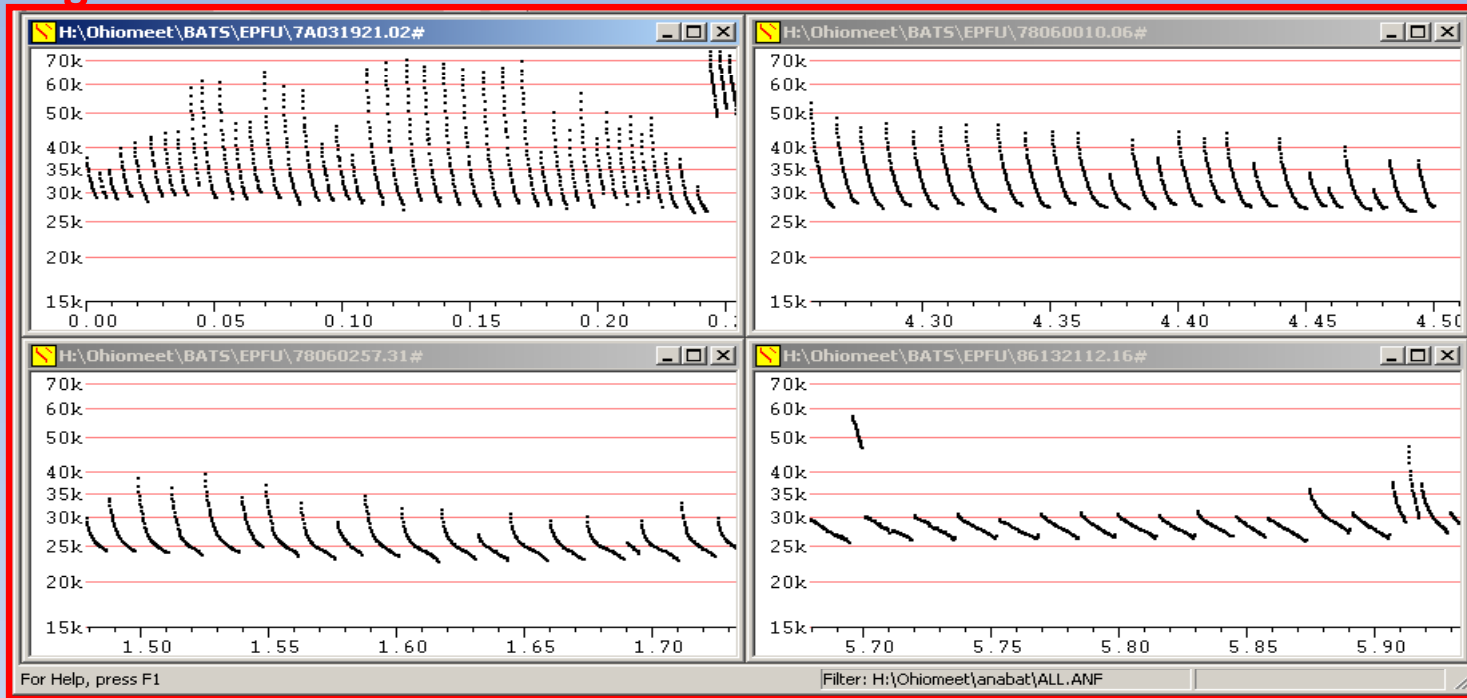 H:\Ohiomeet\BATS\EPFU\7A031921.02#
70k
60k
50k
40k
35k
30k
25k
20k
15k
0.00 0.05 0.10 0.15 0.20
H:\Ohiomeet\BATS\EPFU\78060010.06#
70k
60k
50k
40k
35k
30k
25k
20k
15k
4.30 4.35 4.40 4.45 4.50
H:\Ohiomeet\BATS\EPFU\78060257.31#
70k
60k
50k
40k
35k
30k
25k
20k
15k
1.50 1.55 1.60 1.65 1.70
H:\Ohiomeet\BATS\EPFU\86132112.16#
70k
60k
50k
40k
35k
30k
25k
20k
15k
5.70 5.75 5.80 5.85 5.90
For Help, press F1
Filter: H:\Ohiomeet\anabat\ALL.ANF